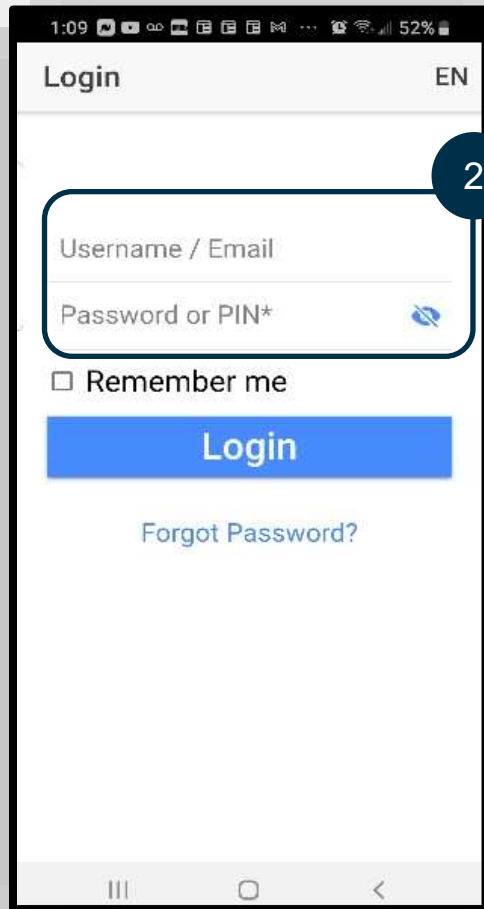 1:09 ... 52%
Login EN
2
Username / Email
Password or PIN*
Remember me
Login
Forgot Password?